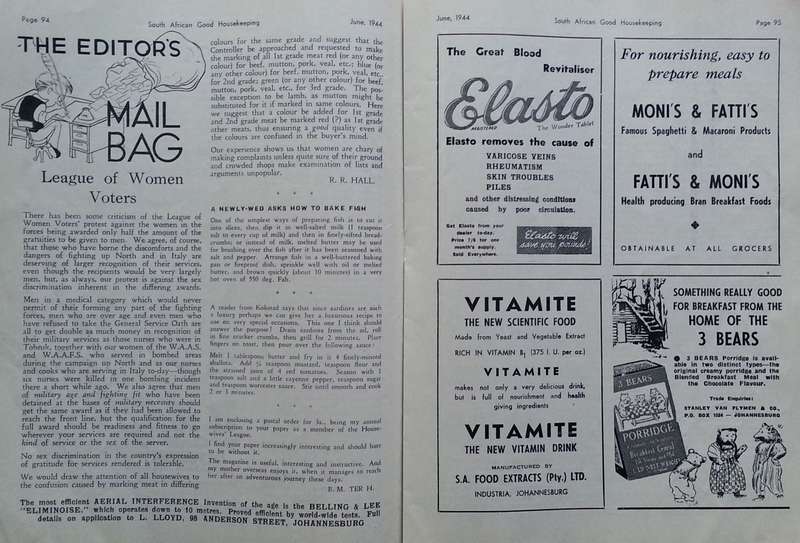 Page 94
South African Good Housekeeping
June, 1944
THE EDITOR'S
MAIL
BAG
League of Women
Voters
There has been some criticism of the League of
Women Voters' protest against the women in the
forces being awarded only half the amount of the
gratuities to be given to men. We agree, of course,
that those who have borne the discomforts and the
dangers of fighting up North and in Italy are
deserving of larger recognition of their services,
even though the recipients would be very largely
men, but, as always, our protest is against the sex
discrimination inherent in the differing awards.
Men in a medical category which would never
permit of their forming any part of the fighting
forces, men who are over age and even men who
have refused to take the General Service Oath are
all to get double as much money in recognition of
their military services as those nurses who were in
Tobruk, together with our women of the W.A.A.S.
and W.A.A.F.S. who served in bombed areas
during the campaign up North and as our nurses
and cooks who are serving in Italy to-day—though
six nurses were killed in one bombing incident
there a short while ago. We also agree that men
of military age and fighting fit who have been
detained at the bases of military necessity should
get the same award as if they had been allowed to
reach the front line, but the qualification for the
full award should be readiness and fitness to go
wherever your services are required and not the
kind of service or the sex of the server.
No sex discrimination in the country's expression
of gratitude for services rendered is tolerable.
We would draw the attention of all housewives to
the confusion caused by marking meat in differing
colours for the same grade and suggest that the
Controller be approached and requested to make
the marking of all 1st grade meat red (or any other
colour) for beef, mutton, pork, veal, etc.; blue (or
any other colour) for beef, mutton, pork, veal, etc.,
for 2nd grade; green (or any other colour) for beef,
mutton, pork, veal, etc., for 3rd grade. The pos-
sible exception to be lamb, as mutton might be
substituted for it if marked in same colours. Here
we suggest that a colour be added for 1st grade
and 2nd grade meat be marked red (?) as 1st grade
other meats, thus ensuring a good quality even if
the colours are confused in the buyer's mind.
Our experience shows us that women are chary of
making complaints unless quite sure of their ground
and crowded shops make examination of lists and
arguments unpopular.
R. R. HALL.
A NEWLY-WED ASKS HOW TO BAKE FISH
One of the simplest ways of preparing fish is to cut it
into slices, then dip it in well-salted milk (1 teaspoon
salt to every cup of milk) and then in finely-sifted bread-
crumbs; or instead of milk, melted butter may be used
for brushing over the fish after it has been seasoned with
salt and pepper. Arrange fish in a well-buttered baking
pan or fireproof dish, sprinkle well with oil or melted
butter, and brown quickly (about 10 minutes) in a very
hot oven of 550 deg. Fah.
A reader from Kokstad says that since sardines are such
a luxury perhaps we can give her a luxurious recipe to
use on very special occasions. This one I think should
answer the purpose! Drain sardines from the oil, roll
in fine cracker crumbs, then grill for 2 minutes. Place
fingers on toast, then pour over the following sauce:
Melt 1 tablespoon butter and fry in it 4 finely-minced
shallots. Add ½ teaspoon mustard, teaspoon flour and
the strained juice of 4 red tomatoes. Season with 1
teaspoon salt and a little cayenne pepper, teaspoon sugar
and teaspoon worcester sauce. Stir until smooth and cook
2 or 3 minutes.
I am enclosing a postal order for 5s., being my annual
subscription to your paper as a member of the House-
wives' League.
I find your paper increasingly interesting and should hate
to be without it.
The magazine is useful, interesting and instructive. And
my mother overseas enjoys it, when it manages to reach
her after an adventurous journey these days.
B. M. TER H.
The most efficient AERIAL INTERFERENCE Invention of the age is the BELLING & LEE
"ELIMINOISE," which operates down to 10 metres. Proved efficient by world-wide tests. Full
details on application to L. LLOYD, 98 ANDERSON STREET, JOHANNESBURG
June, 1944
South African Good Housekeeping
Page 95
The Great Blood
Revitaliser
Elasto
REGISTERED
The Wonder Tablet
Elasto removes the cause of
VARICOSE VEINS
RHEUMATISM
SKIN TROUBLES
PILES
and other distressing conditions
caused by poor circulation.
Get Elasto from your
dealer to-day.
Price 7/6 for one
month's supply.
Sold Everywhere.
Elasto will
save you pounds!
For nourishing, easy to
prepare meals
MONI'S & FATTI'S
Famous Spaghetti & Macaroni Products
and
FATTI'S & MONI'S
Health producing Bran Breakfast Foods
OBTAINABLE AT ALL GROCERS
VITAMITE
THE NEW SCIENTIFIC FOOD
Made from Yeast and Vegetable Extract
RICH IN VITAMIN B1 (375 I. U. per oz.)
VITAMITE
makes not only a very delicious drink,
but is full of nourishment and health
giving ingredients
VITAMITE
THE NEW VITAMIN DRINK
MANUFACTURED BY
S.A. FOOD EXTRACTS (Pty.) LTD.
INDUSTRIA, JOHANNESBURG
SOMETHING REALLY GOOD
FOR BREAKFAST FROM THE
HOME OF THE
3 BEARS
3 BEARS Porridge is avail-
able in two distinct types—the
original creamy porridge and the
Blended Breakfast Meal with
the Chocolate Flavour.
Trade Enquiries:
STANLEY VAN PLYMEN & CO.,
P.O. BOX 1026 — JOHANNESBURG
3 BEARS
PORRIDGE
Breakfast Cereal